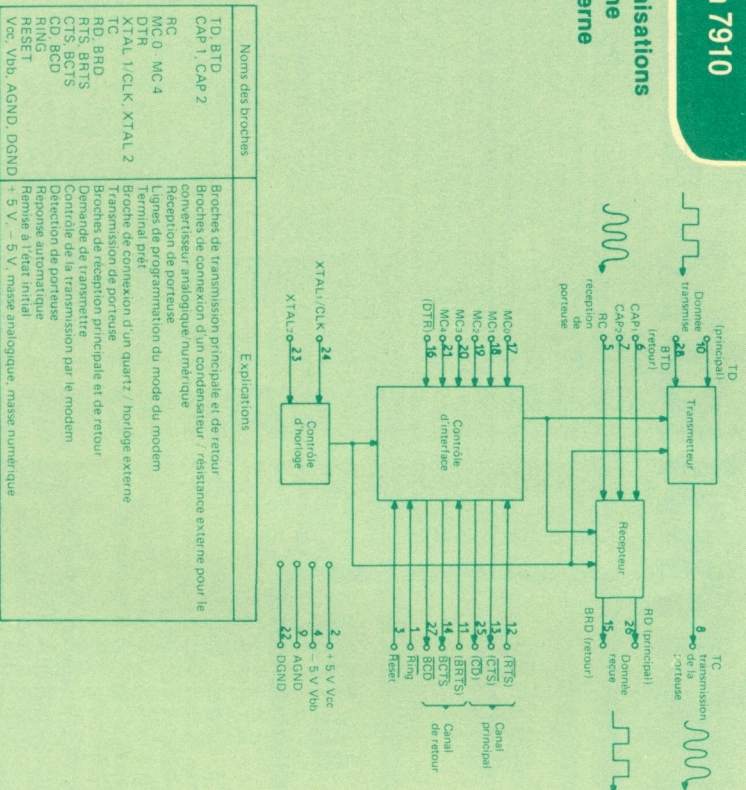 n 7910
nisations
ne
erne
TD
(principal)
Donnée
transmise
10
28
BTD
(retour)
CAP1 6
CAP2 7
RC 5
réception
de
porteuse
Transmetteur
Récepteur
8
TC
transmission
de la
porteuse
RD (principal)
26
Donnée
reçue
15
BRD (retour)
MC0 17
MC1 18
MC2 19
MC3 20
MC4 21
(DTR) 16
Contrôle
d'interface
12 (RTS)
13 (CTS)
25 (CD)
11 (BRTS)
14 BCTS
27 BCD
1 Ring
3 Reset
Canal
principal
Canal
de retour
XTAL1/CLK 24
XTAL2 23
Contrôle
d'horloge
2 + 5 V Vcc
4 - 5 V Vbb
9 AGND
22 DGND
Noms des broches Explications
TD, BTD Broches de transmission principale et de retour
CAP 1, CAP 2 Broches de connexion d'un condensateur / résistance externe pour le
convertisseur analogique/numérique
RC Réception de porteuse
MC 0 MC 4 Lignes de programmation du mode du modem
DTR Terminal prêt
XTAL 1/CLK, XTAL 2 Broche de connexion d'un quartz / horloge externe
TC Transmission de porteuse
RD, BRD Broches de réception principale et de retour
RTS, BRTS Demande de transmettre
CTS, BCTS Contrôle de la transmission par le modem
CD, BCD Détection de porteuse
RING Réponse automatique
RESET Remise à l'état initial
Vcc, Vbb, AGND, DGND + 5 V, - 5 V, masse analogique, masse numérique